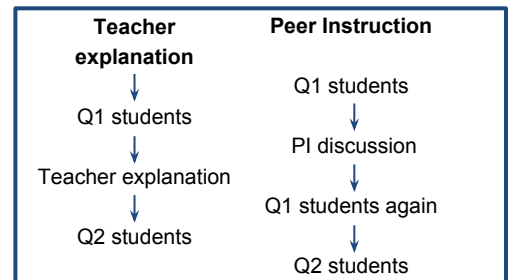 Teacher
explanation
Q1 students
Teacher explanation
Q2 students
Peer Instruction
Q1 students
PI discussion
Q1 students again
Q2 students